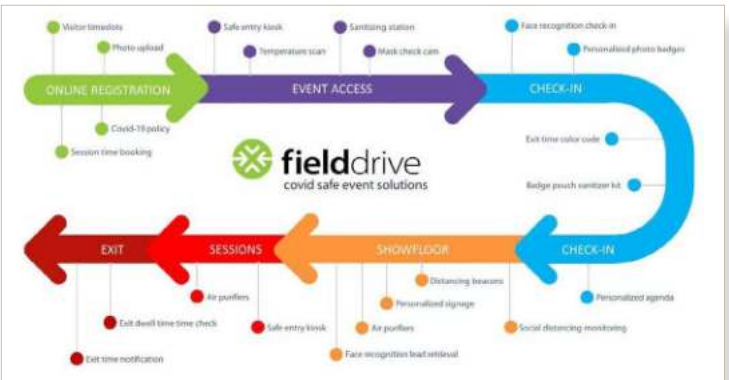 Visitor timeslots
Safe entry kiosk
Sanitising station
Face recognition check-in
Photo upload
Temperature scan
Mask check cam
Personalised photo badges
ONLINE REGISTRATION
EVENT ACCESS
CHECK-IN
Covid-19 policy
Session time booking
Exit time color code
fielddrive
covid safe event solutions
Badge pouch sanitizer kit
EXIT
SESSIONS
SHOWFLOOR
CHECK-IN
Distancing beacons
Air purifiers
Personalized signage
Personalized agenda
Exit dwell time time check
Safe entry kiosk
Air purifiers
Social distancing monitoring
Exit time notification
Face recognition lead retrieval